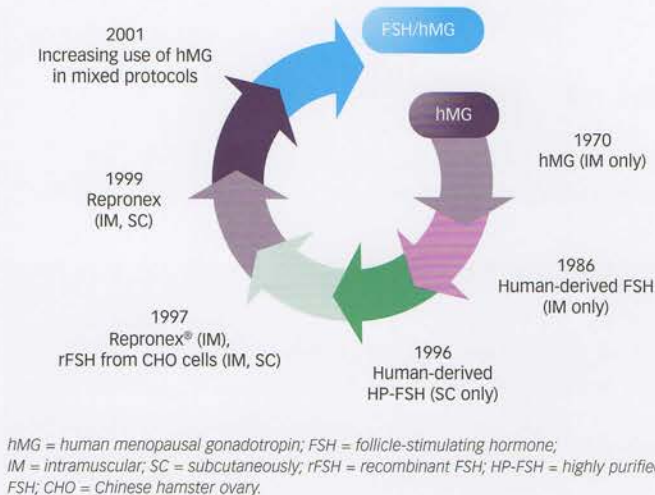 FSH/hMG
hMG
1970
hMG (IM only)
1986
Human-derived FSH
(IM only)
1996
Human-derived
HP-FSH (SC only)
1997
Repronex® (IM),
rFSH from CHO cells (IM, SC)
1999
Repronex
(IM, SC)
2001
Increasing use of hMG
in mixed protocols
hMG = human menopausal gonadotropin; FSH = follicle-stimulating hormone;
IM = intramuscular; SC = subcutaneously; rFSH = recombinant FSH; HP-FSH = highly purified
FSH; CHO = Chinese hamster ovary.